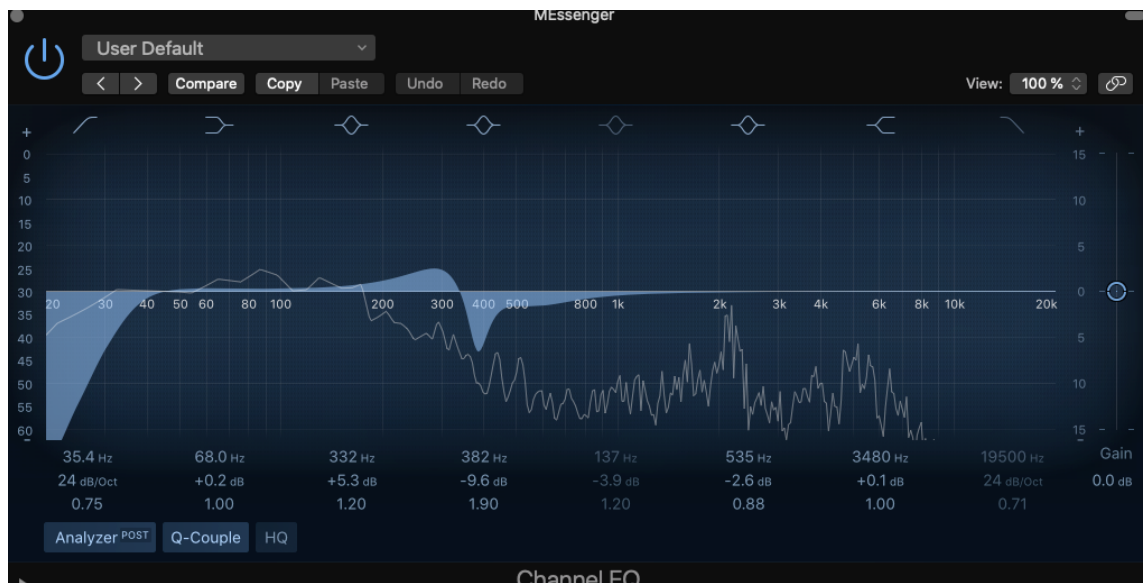 MEssenger
User Default
Compare Copy Paste Undo Redo View: 100 %
+ +
0 15
5
10 10
15
20 5
25
30 0
20 30 40 50 60 80 100 200 300 400 500 800 1k 2k 3k 4k 6k 8k 10k 20k
35
40 5
45
50 10
55
60 15
- -
35.4 Hz 68.0 Hz 332 Hz 382 Hz 137 Hz 535 Hz 3480 Hz 19500 Hz Gain
24 dB/Oct +0.2 dB +5.3 dB -9.6 dB -3.9 dB -2.6 dB +0.1 dB 24 dB/Oct 0.0 dB
0.75 1.00 1.20 1.90 1.20 0.88 1.00 0.71
Analyzer POST Q-Couple HQ
Channel EQ